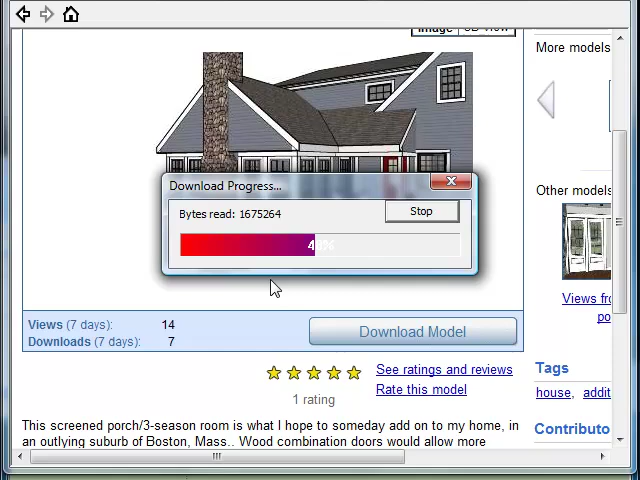 Image
More models
Download Progress...
Bytes read: 1675264
Stop
Other models
Views fro
po
Views (7 days): 14
Downloads (7 days): 7
Download Model
See ratings and reviews
Rate this model
1 rating
Tags
house, addit
Contributo
This screened porch/3-season room is what I hope to someday add on to my home, in
an outlying suburb of Boston, Mass.. Wood combination doors would allow more